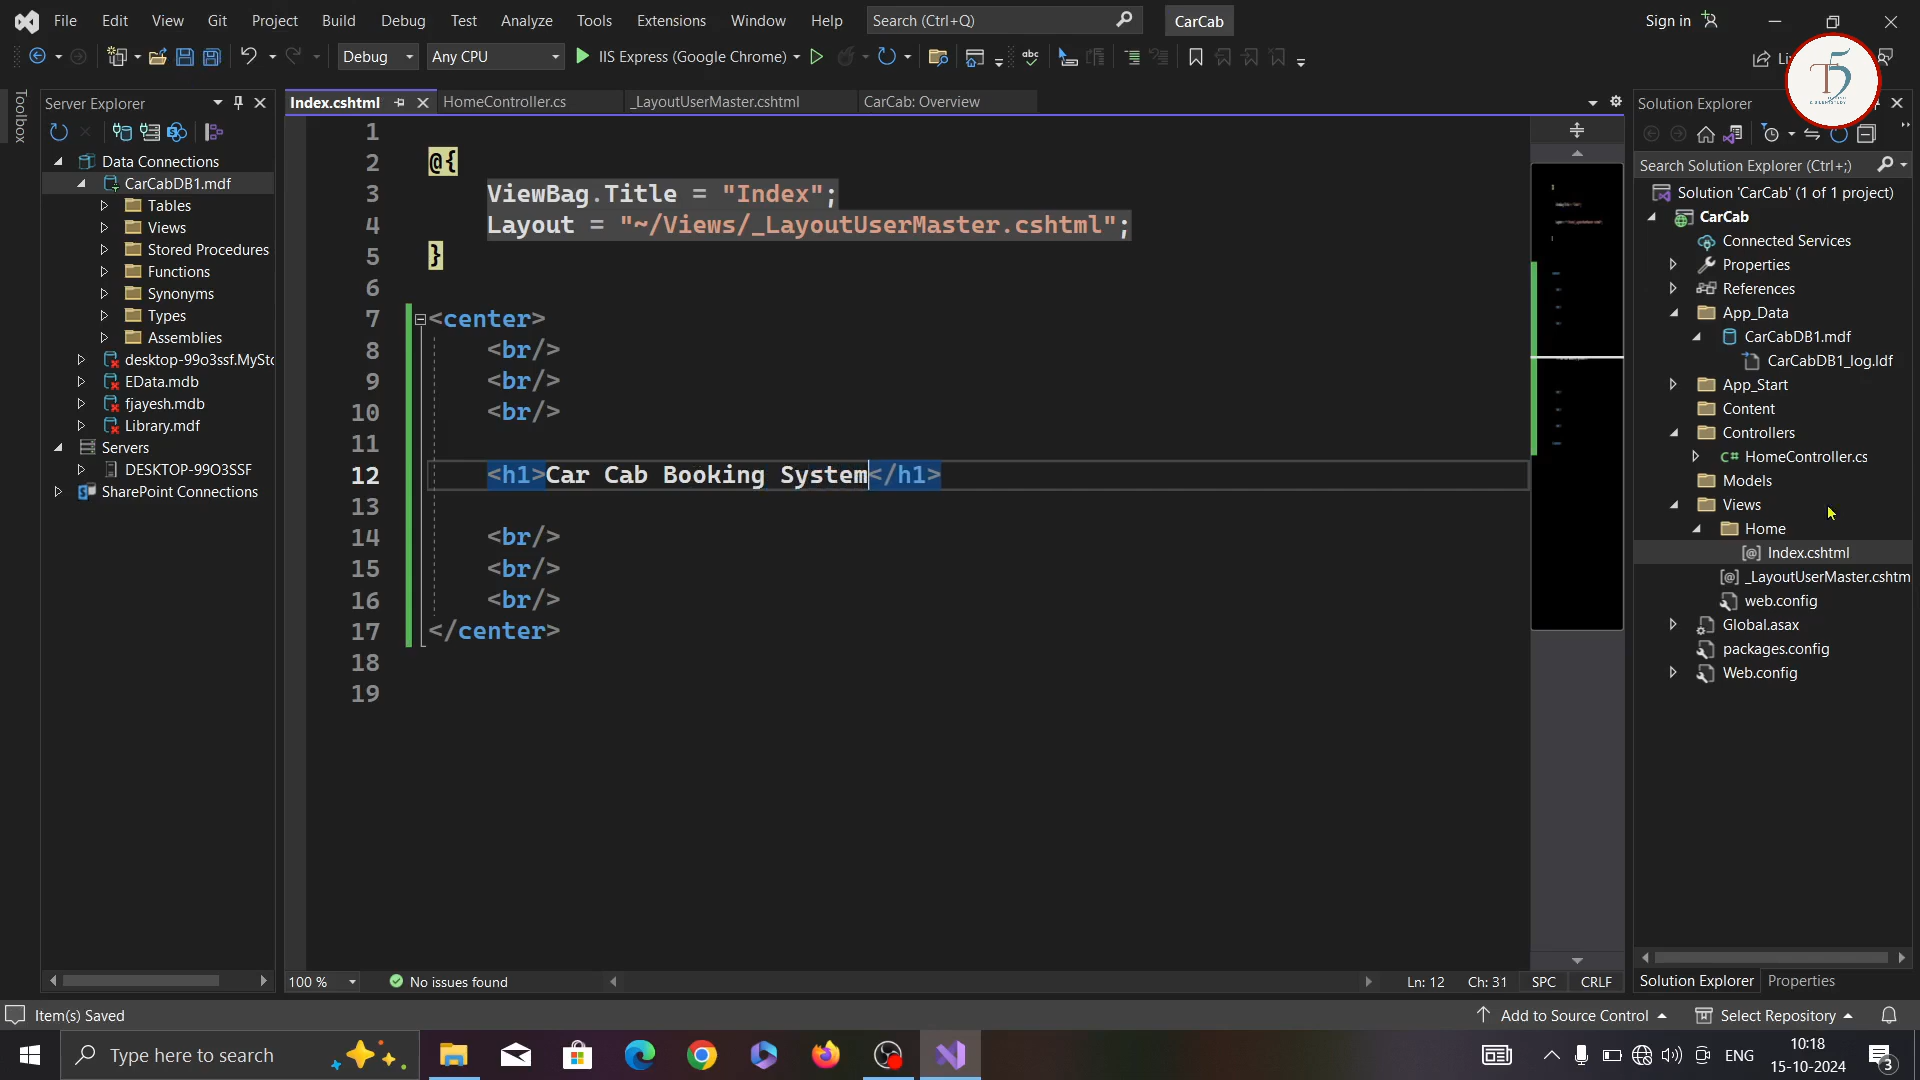 File Edit View Git Project Build Debug Test Analyze Tools Extensions Window Help Search (Ctrl+Q) CarCab Sign in
Debug Any CPU IIS Express (Google Chrome)
T5
Toolbox
Server Explorer
Data Connections
CarCabDB1.mdf
Tables
Views
Stored Procedures
Functions
Synonyms
Types
Assemblies
desktop-99o3ssf.MySto
EData.mdb
fjayesh.mdb
Library.mdf
Servers
DESKTOP-99O3SSF
SharePoint Connections
Index.cshtml HomeController.cs _LayoutUserMaster.cshtml CarCab: Overview
1
2 @{
3 ViewBag.Title = "Index";
4 Layout = "~/Views/_LayoutUserMaster.cshtml";
5 }
6
7 <center>
8 <br/>
9 <br/>
10 <br/>
11
12 <h1>Car Cab Booking System</h1>
13
14 <br/>
15 <br/>
16 <br/>
17 </center>
18
19
100 % No issues found Ln: 12 Ch: 31 SPC CRLF
Solution Explorer
Search Solution Explorer (Ctrl+;)
Solution 'CarCab' (1 of 1 project)
CarCab
Connected Services
Properties
References
App_Data
CarCabDB1.mdf
CarCabDB1_log.ldf
App_Start
Content
Controllers
C# HomeController.cs
Models
Views
Home
Index.cshtml
_LayoutUserMaster.cshtm
web.config
Global.asax
packages.config
Web.config
Solution Explorer Properties
Item(s) Saved Add to Source Control Select Repository
Type here to search ENG 10:18
15-10-2024 3